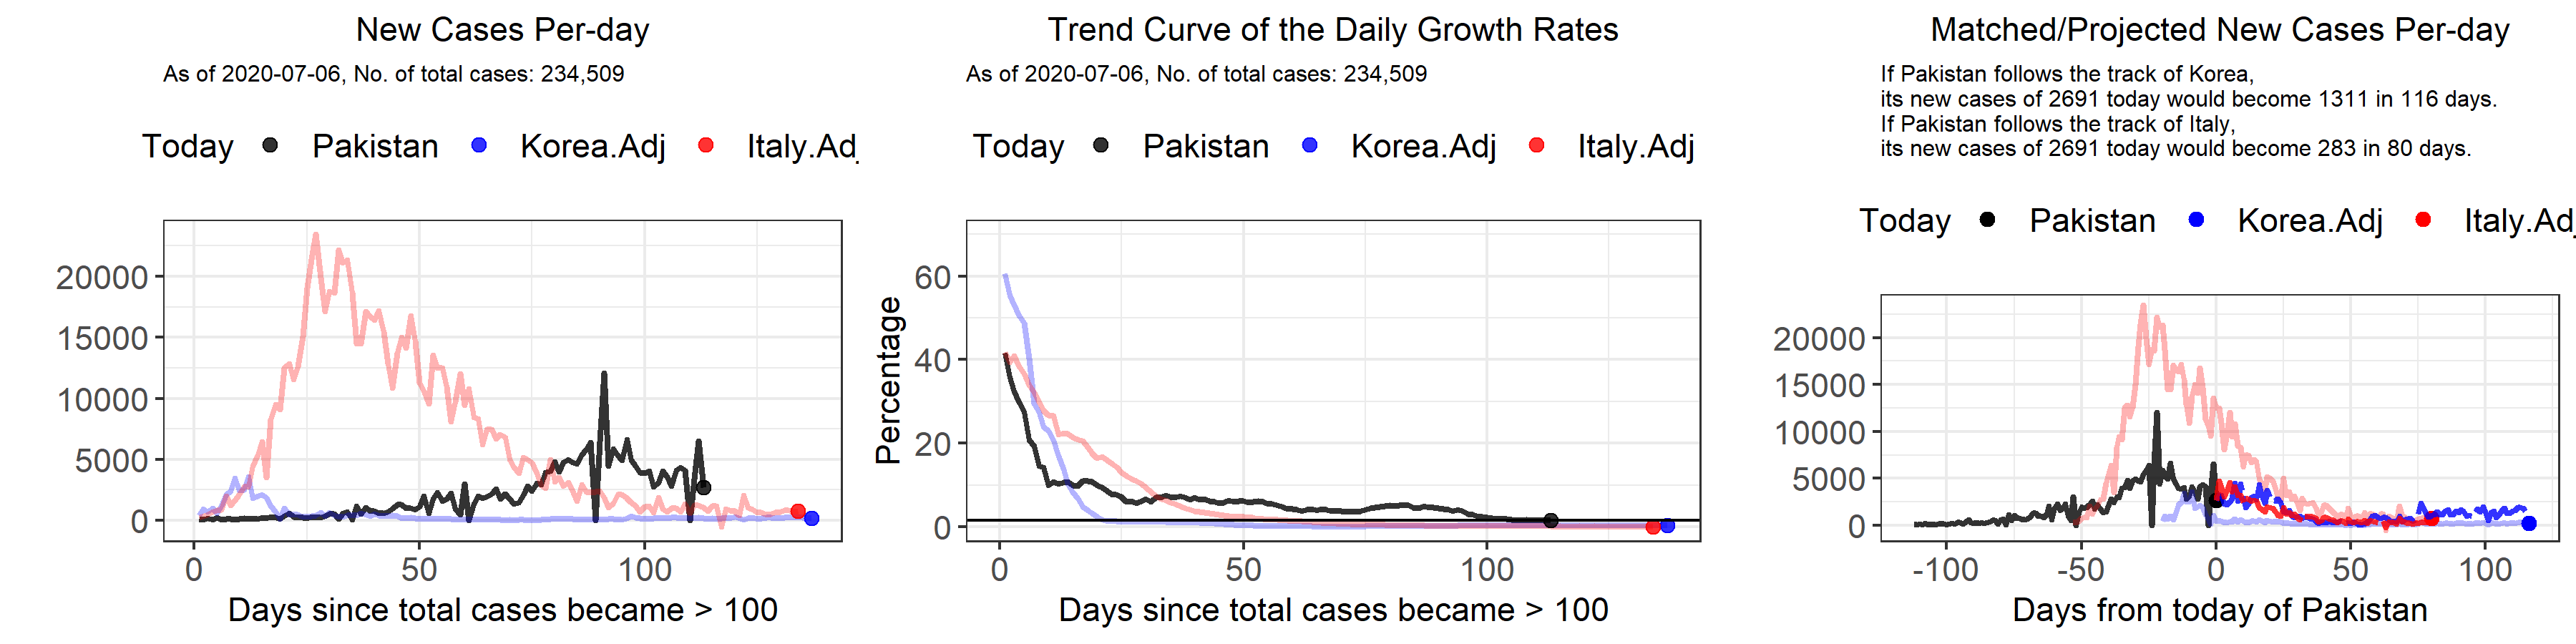 New Cases Per-day
As of 2020-07-06, No. of total cases: 234,509
Today Pakistan Korea.Adj Italy.Adj
20000
15000
10000
5000
0
0 50 100
Days since total cases became > 100
Trend Curve of the Daily Growth Rates
As of 2020-07-06, No. of total cases: 234,509
Today Pakistan Korea.Adj Italy.Adj
Percentage
60
40
20
0
0 50 100
Days since total cases became > 100
Matched/Projected New Cases Per-day
If Pakistan follows the track of Korea,
its new cases of 2691 today would become 1311 in 116 days.
If Pakistan follows the track of Italy,
its new cases of 2691 today would become 283 in 80 days.
Today Pakistan Korea.Adj Italy.Adj
20000
15000
10000
5000
0
-100 -50 0 50 100
Days from today of Pakistan